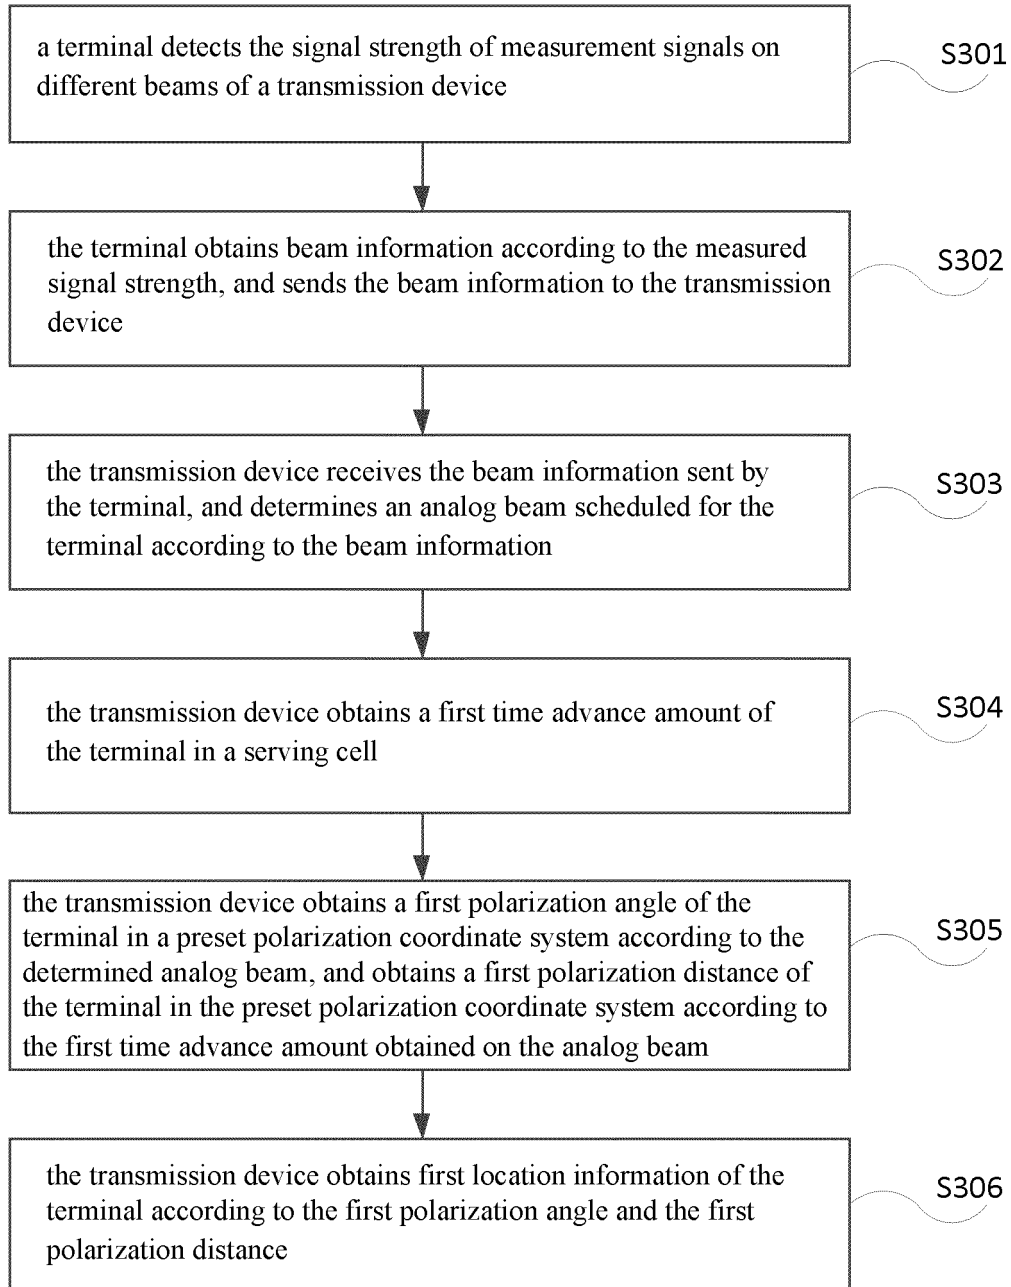 a terminal detects the signal strength of measurement signals on
different beams of a transmission device
S301
the terminal obtains beam information according to the measured
signal strength, and sends the beam information to the transmission
device
S302
the transmission device receives the beam information sent by
the terminal, and determines an analog beam scheduled for the
terminal according to the beam information
S303
the transmission device obtains a first time advance amount of
the terminal in a serving cell
S304
the transmission device obtains a first polarization angle of the
terminal in a preset polarization coordinate system according to the
determined analog beam, and obtains a first polarization distance of
the terminal in the preset polarization coordinate system according to
the first time advance amount obtained on the analog beam
S305
the transmission device obtains first location information of the
terminal according to the first polarization angle and the first
polarization distance
S306